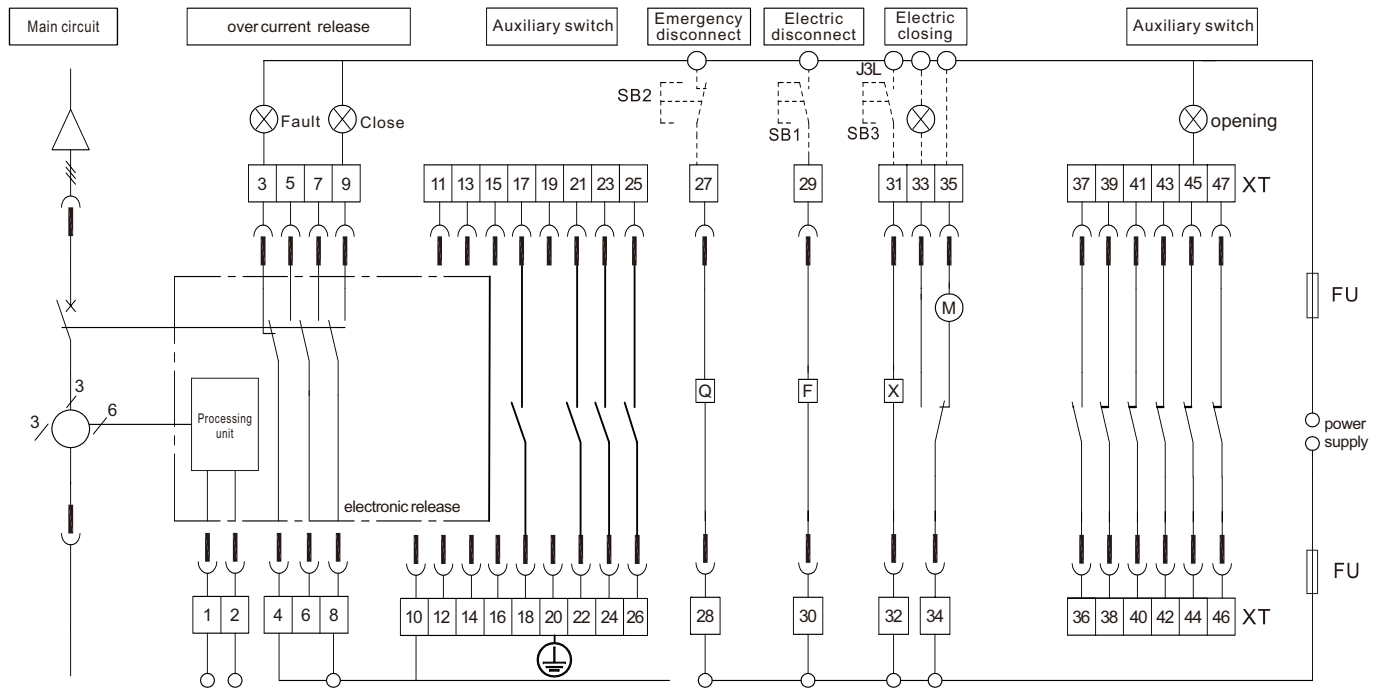 Main circuit
over current release
Auxiliary switch
Emergency
disconnect
Electric
disconnect
Electric
closing
Auxiliary switch
J3L
SB2
SB1
SB3
Fault
Close
opening
3 5 7 9
11 13 15 17 19 21 23 25
27
29
31 33 35
37 39 41 43 45 47
XT
FU
M
3
3
6
Processing
unit
Q
F
X
power
supply
electronic release
FU
1 2
4 6 8
10 12 14 16 18 20 22 24 26
28
30
32
34
36 38 40 42 44 46
XT